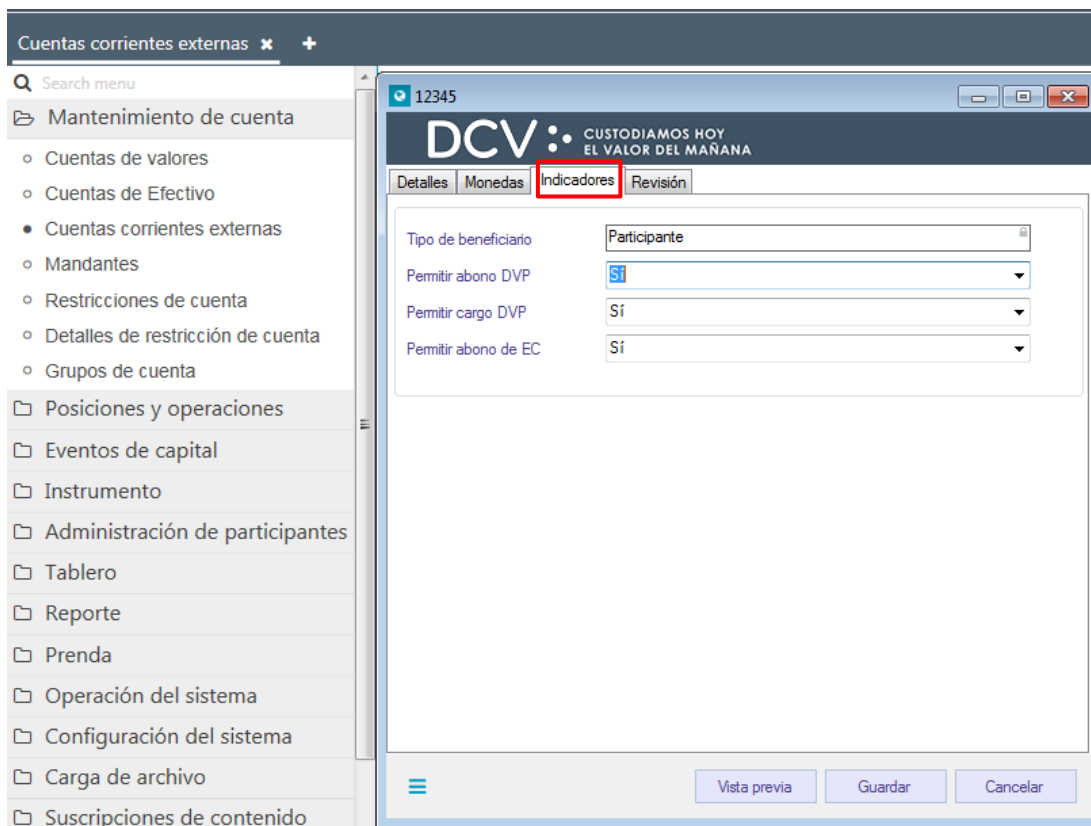 Cuentas corrientes externas
Search menu
Mantenimiento de cuenta
Cuentas de valores
Cuentas de Efectivo
Cuentas corrientes externas
Mandantes
Restricciones de cuenta
Detalles de restricción de cuenta
Grupos de cuenta
Posiciones y operaciones
Eventos de capital
Instrumento
Administración de participantes
Tablero
Reporte
Prenda
Operación del sistema
Configuración del sistema
Carga de archivo
Suscripciones de contenido
12345
DCV CUSTODIAMOS HOY
EL VALOR DEL MAÑANA
Detalles Monedas Indicadores Revisión
Tipo de beneficiario Participante
Permitir abono DVP Sí
Permitir cargo DVP Sí
Permitir abono de EC Sí
Vista previa Guardar Cancelar